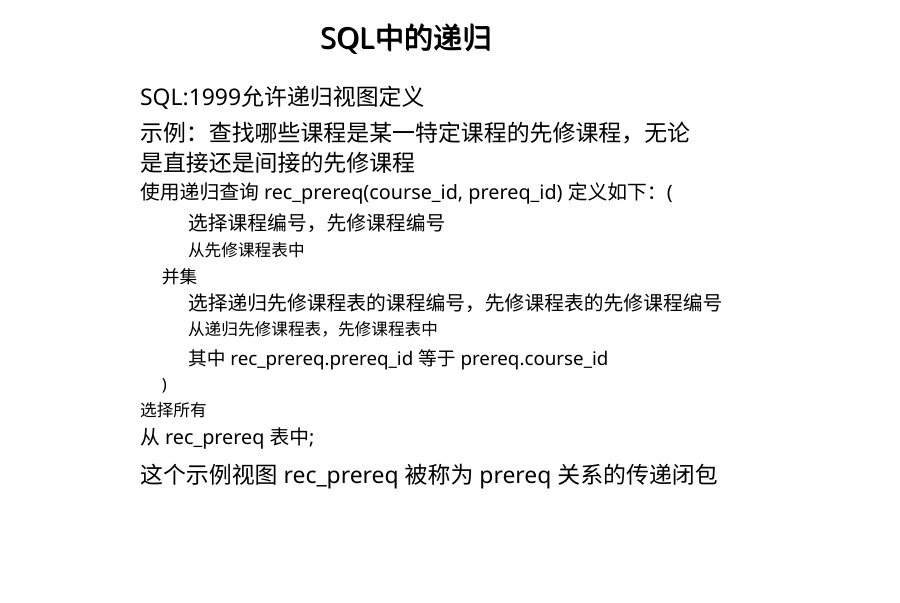 SQL中的递归
SQL:1999允许递归视图定义
示例：查找哪些课程是某一特定课程的先修课程，无论
是直接还是间接的先修课程
使用递归查询 rec_prereq(course_id, prereq_id) 定义如下：(
选择课程编号，先修课程编号
从先修课程表中
并集
选择递归先修课程表的课程编号，先修课程表的先修课程编号
从递归先修课程表，先修课程表中
其中 rec_prereq.prereq_id 等于 prereq.course_id
)
选择所有
从 rec_prereq 表中;
这个示例视图 rec_prereq 被称为 prereq 关系的传递闭包